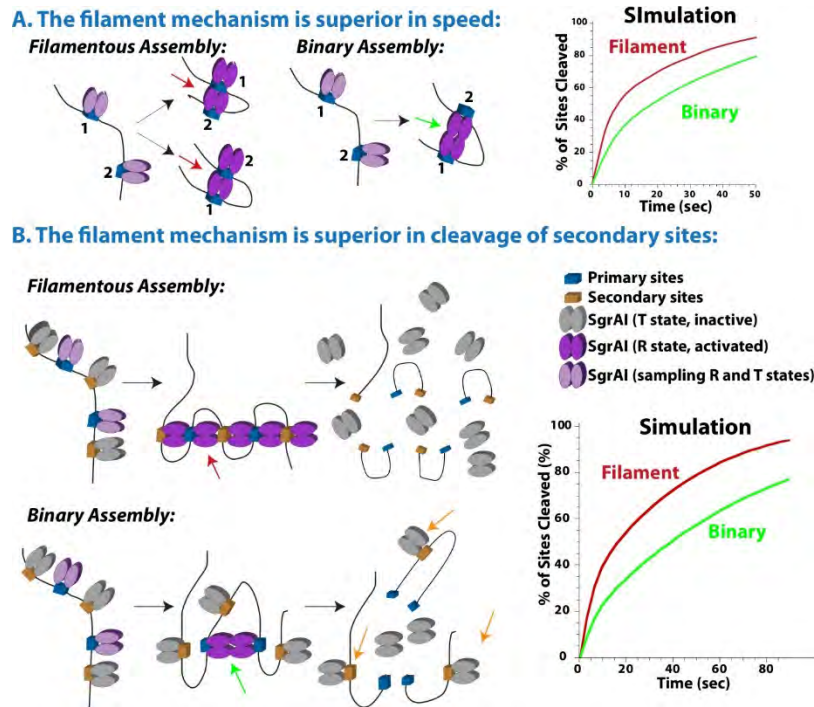 A. The filament mechanism is superior in speed:
Filamentous Assembly:
Binary Assembly:
1
2
1
2
2
1
1
2
2
1
SImulation
Filament
Binary
% of Sites Cleaved
100
80
60
40
20
0
0
10
20
30
40
50
Time (sec)
B. The filament mechanism is superior in cleavage of secondary sites:
Filamentous Assembly:
Primary sites
Secondary sites
SgrAI (T state, inactive)
SgrAI (R state, activated)
SgrAI (sampling R and T states)
Binary Assembly:
Simulation
Filament
Binary
% of Sites Cleaved (%)
100
80
60
40
20
0
0
20
40
60
80
Time (sec)